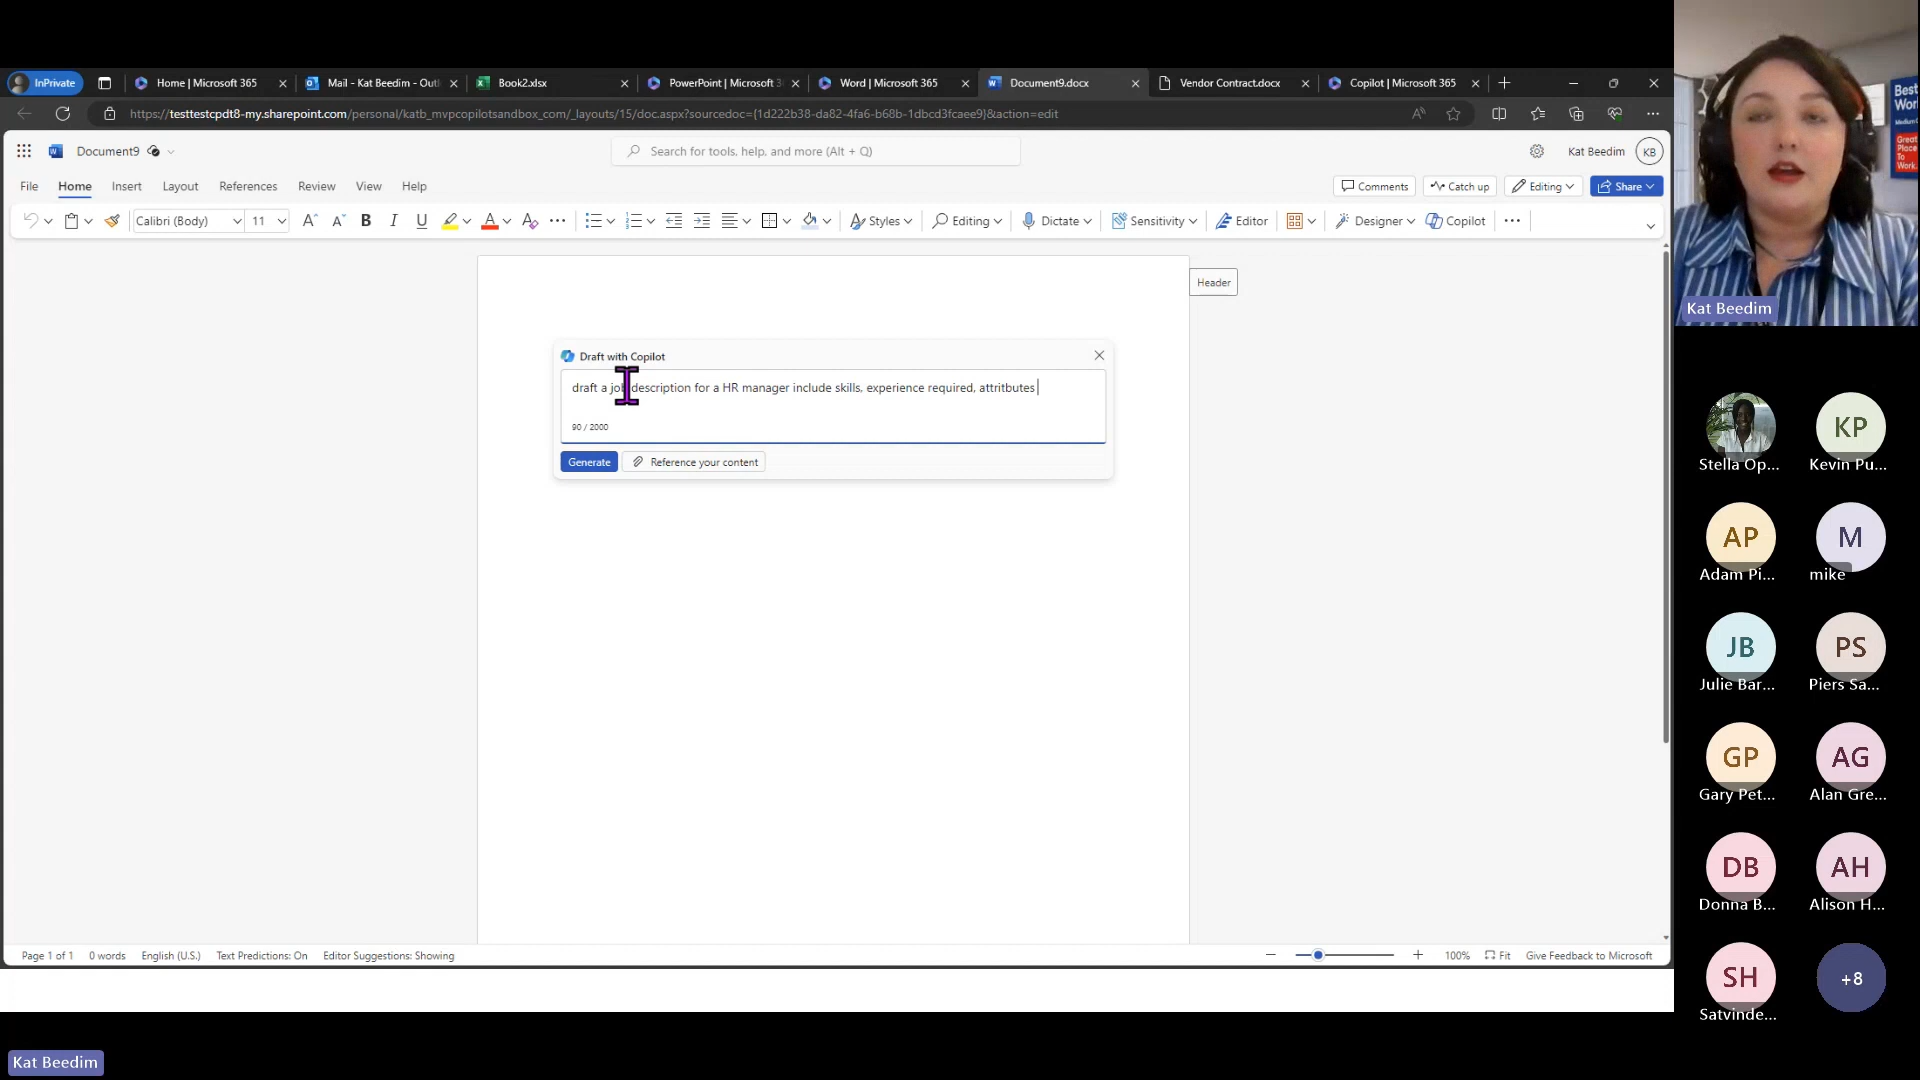 InPrivate
Home | Microsoft 365
Mail - Kat Beedim - Outl
Book2.xlsx
PowerPoint | Microsoft 3
Word | Microsoft 365
Document9.docx
Vendor Contract.docx
Copilot | Microsoft 365
https://testtestcpdt8-my.sharepoint.com/personal/katb_mvpcopilotsandbox_com/_layouts/15/doc.aspx?sourcedoc={1d222b38-da82-4fa6-b68b-1dbcd3fcaee9}&action=edit
Document9
Search for tools, help, and more (Alt + Q)
Kat Beedim
KB
File Home Insert Layout References Review View Help
Comments Catch up Editing Share
Calibri (Body) 11 B I U Styles Editing Dictate Sensitivity Editor Designer Copilot
Header
Draft with Copilot
draft a job description for a HR manager include skills, experience required, attritbutes
90 / 2000
Generate Reference your content
Page 1 of 1 0 words English (U.S.) Text Predictions: On Editor Suggestions: Showing
100% Fit Give Feedback to Microsoft
Kat Beedim
Best
Great
Place
To
Work.
Kat Beedim
Stella Op...
KP
Kevin Pu...
AP
Adam Pi...
M
mike
JB
Julie Bar...
PS
Piers Sa...
GP
Gary Pet...
AG
Alan Gre...
DB
Donna B...
AH
Alison H...
SH
Satvinde...
+8